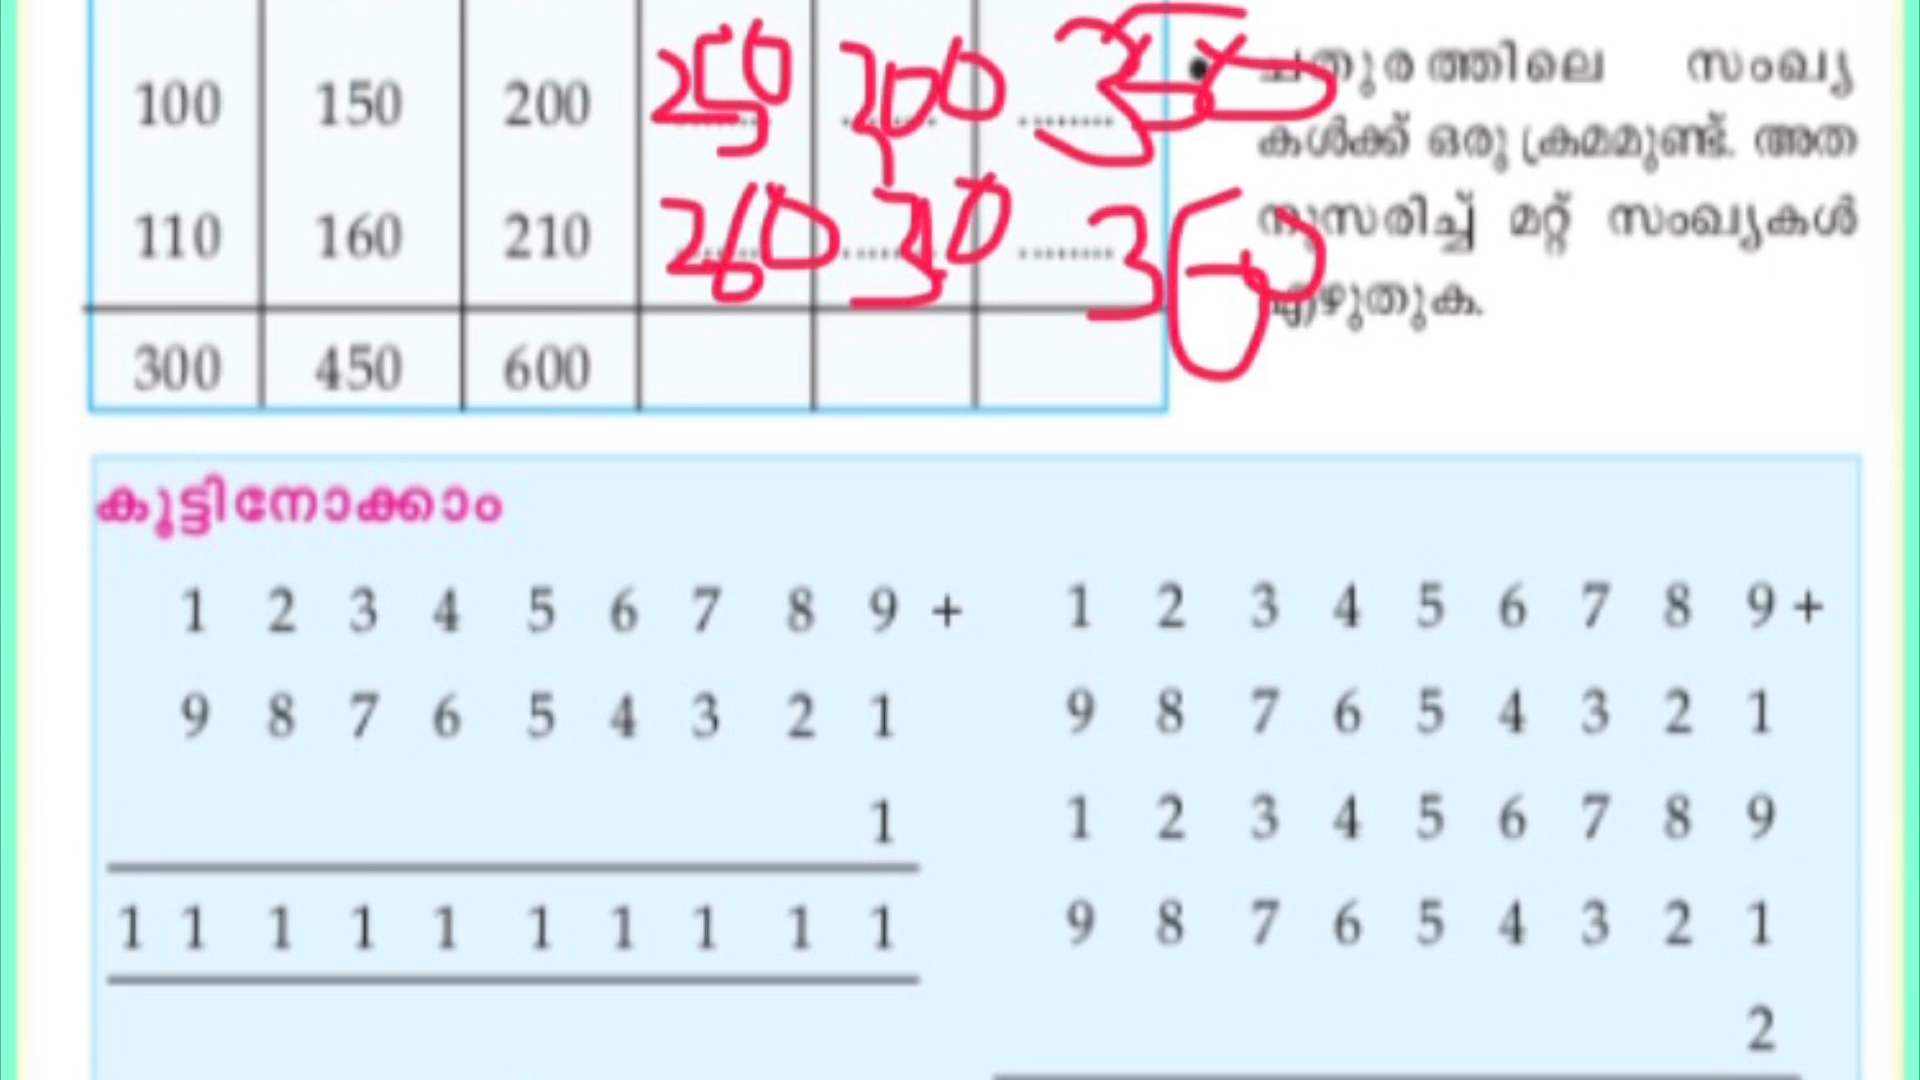 100 150 200 250 300 350
110 160 210 260 310 360
300 450 600
• ചതുരത്തിലെ സംഖ്യ
കൾക്ക് ഒരു ക്രമമുണ്ട്. അത
നുസരിച്ച് മറ്റ് സംഖ്യകൾ
എഴുതുക.
കൂട്ടിനോക്കാം
1 2 3 4 5 6 7 8 9 +
9 8 7 6 5 4 3 2 1
1
1 1 1 1 1 1 1 1 1 1
1 2 3 4 5 6 7 8 9 +
9 8 7 6 5 4 3 2 1
1 2 3 4 5 6 7 8 9
9 8 7 6 5 4 3 2 1
2